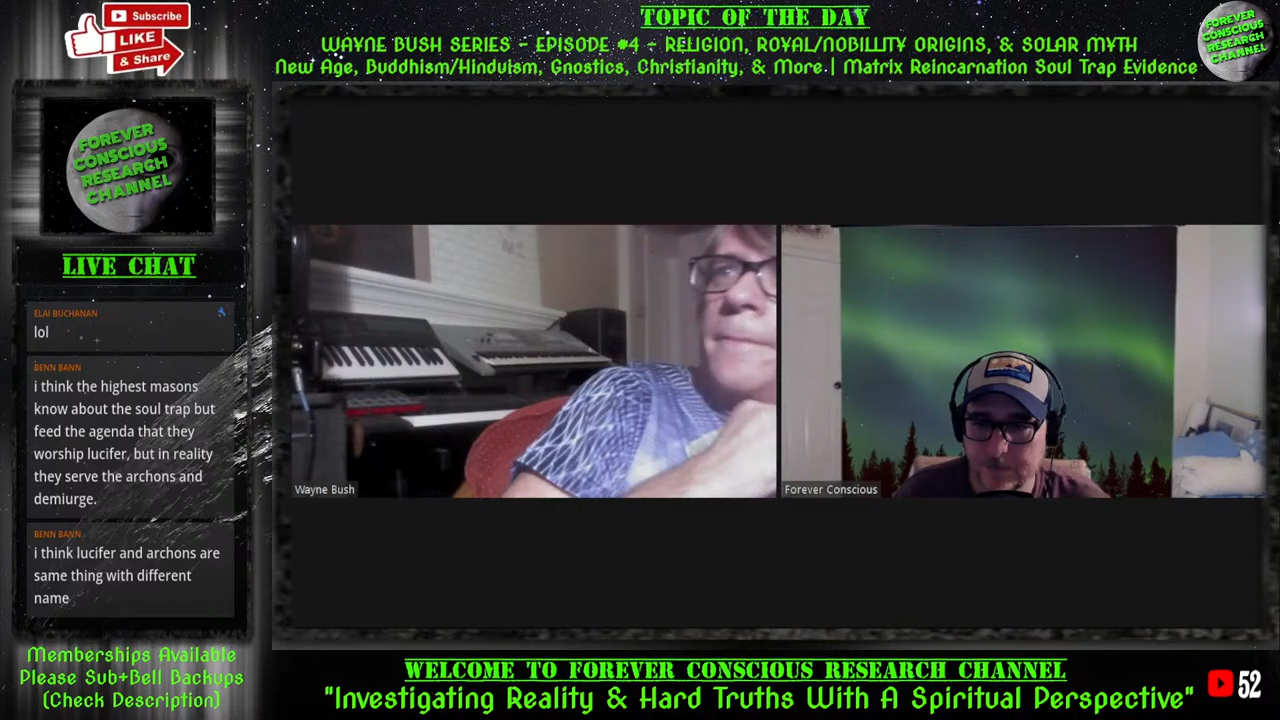 Subscribe
LIKE
& Share
TOPIC OF THE DAY
WAYNE BUSH SERIES - EPISODE #4 - RELIGION, ROYAL/NOBILLITY ORIGINS, & SOLAR MYTH
New Age, Buddhism/Hinduism, Gnostics, Christianity, & More | Matrix Reincarnation Soul Trap Evidence
FOREVER
CONSCIOUS
RESEARCH
CHANNEL
FOREVER
CONSCIOUS
RESEARCH
CHANNEL
LIVE CHAT
ELAI BUCHANAN
lol
BENN BANN
i think the highest masons
know about the soul trap but
feed the agenda that they
worship lucifer, but in reality
they serve the archons and
demiurge.
BENN BANN
i think lucifer and archons are
same thing with different
name
Wayne Bush
Forever Conscious
Memberships Available
Please Sub+Bell Backups
(Check Description)
WELCOME TO FOREVER CONSCIOUS RESEARCH CHANNEL
"Investigating Reality & Hard Truths With A Spiritual Perspective"
52